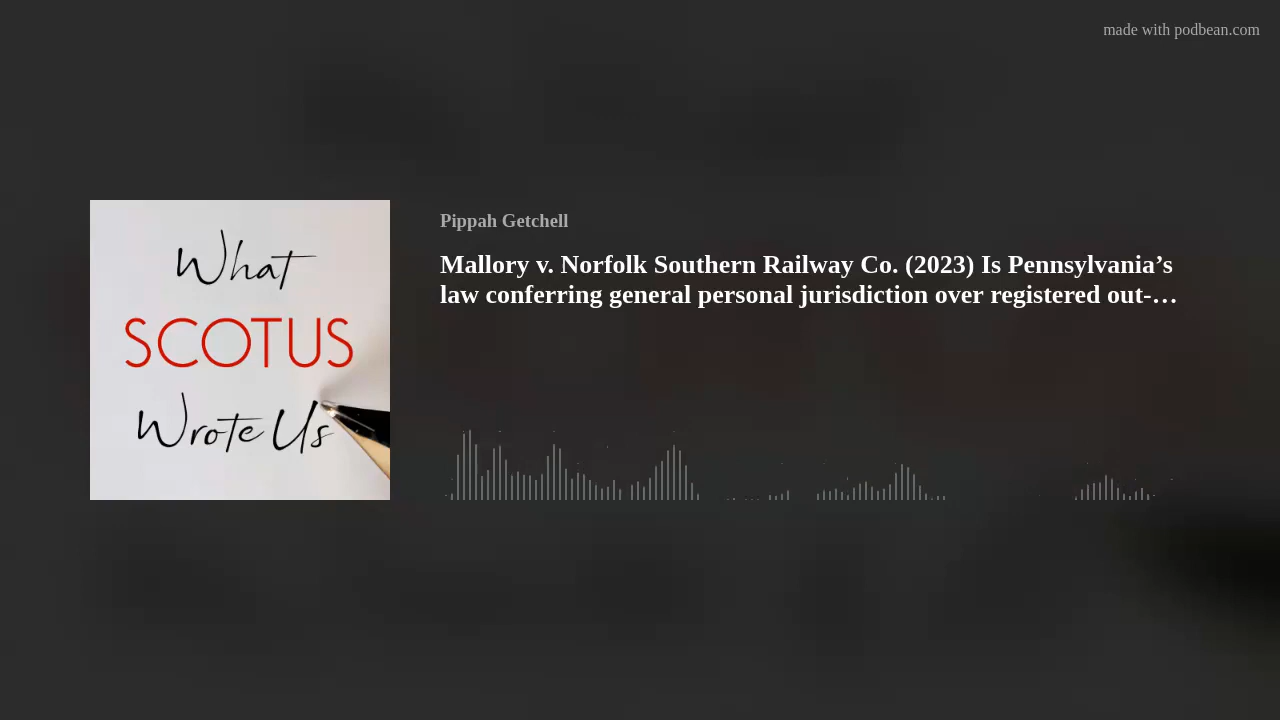 made with podbean.com
What
SCOTUS
Wrote Us
Pippah Getchell
Mallory v. Norfolk Southern Railway Co. (2023) Is Pennsylvania’s
law conferring general personal jurisdiction over registered out-…